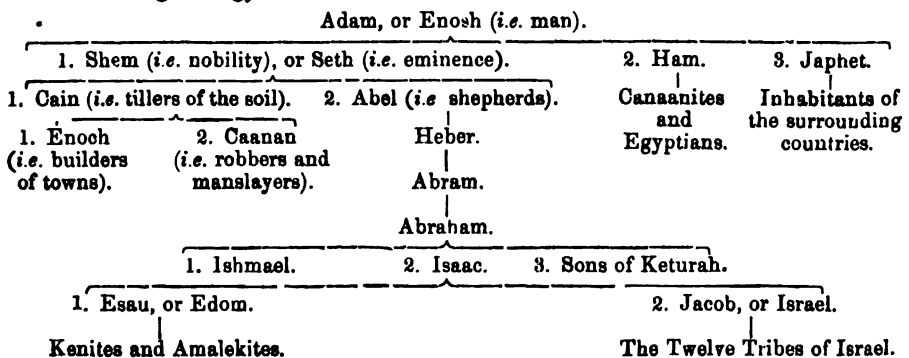 Adam, or Enosh (i.e. man).
1. Shem (i.e. nobility), or Seth (i.e. eminence). 2. Ham. 3. Japhet.
1. Cain (i.e. tillers of the soil). 2. Abel (i.e shepherds). Canaanites Inhabitants of
and the surrounding
1. Enoch 2. Caanan Heber. Egyptians. countries.
(i.e. builders (i.e. robbers and
of towns). manslayers). Abram.
Abraham.
1. Ishmael. 2. Isaac. 3. Sons of Keturah.
1. Esau, or Edom. 2. Jacob, or Israel.
Kenites and Amalekites. The Twelve Tribes of Israel.